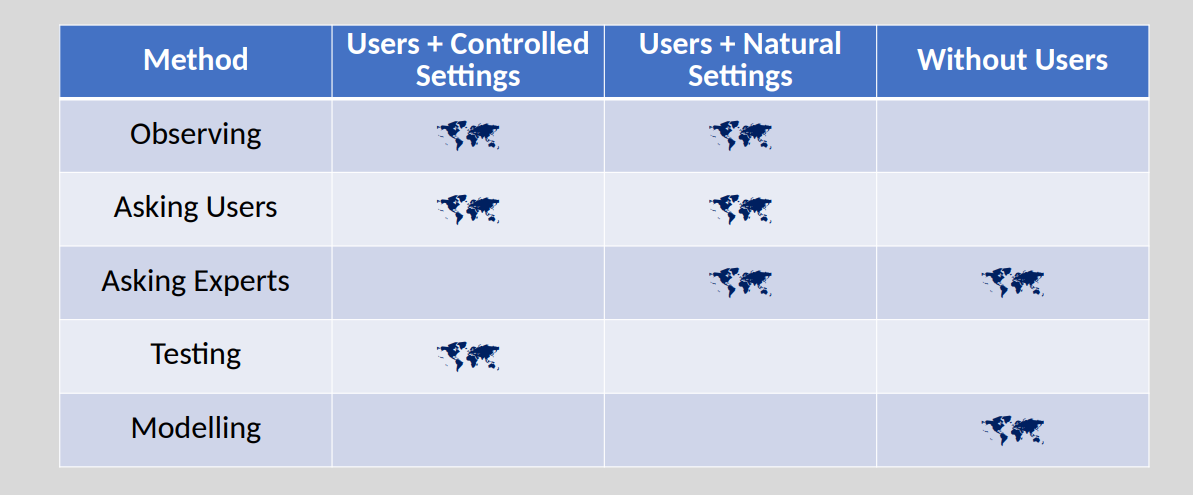 Method
Users + Controlled
Settings
Users + Natural
Settings
Without Users
Observing
Asking Users
Asking Experts
Testing
Modelling